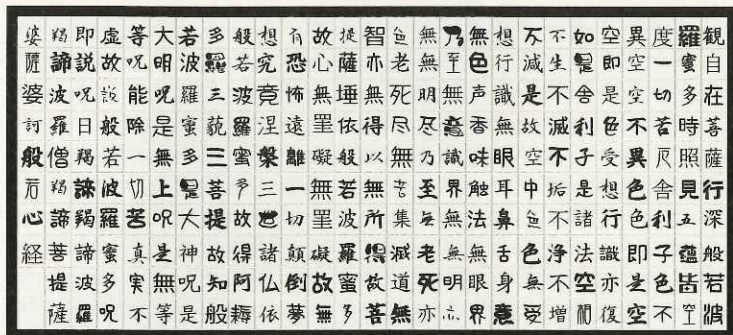 観自在菩薩行深般若波
羅蜜多時照見五蘊皆空
度一切苦厄舎利子色不
異空空不異色色即是空
空即是色受想行識亦復
如是舎利子是諸法空相
不生不滅不垢不浄不増
不減是故空中無色無受
想行識無眼耳鼻舌身意
無色声香味触法無眼界
乃至無意識界無無明亦
無無明尽乃至無老死亦
無老死尽無苦集滅道無
智亦無得以無所得故菩
提薩埵依般若波羅蜜多
故心無罣礙無罣礙故無
有恐怖遠離一切顛倒夢
想究竟涅槃三世諸仏依
般若波羅蜜多故得阿耨
多羅三藐三菩提故知般
若波羅蜜多是大神呪是
大明呪是無上呪是無等
等呪能除一切苦真実不
虚故説般若波羅蜜多呪
即説呪曰羯諦羯諦波羅
羯諦波羅僧羯諦菩提薩
婆薩婆訶般若心経